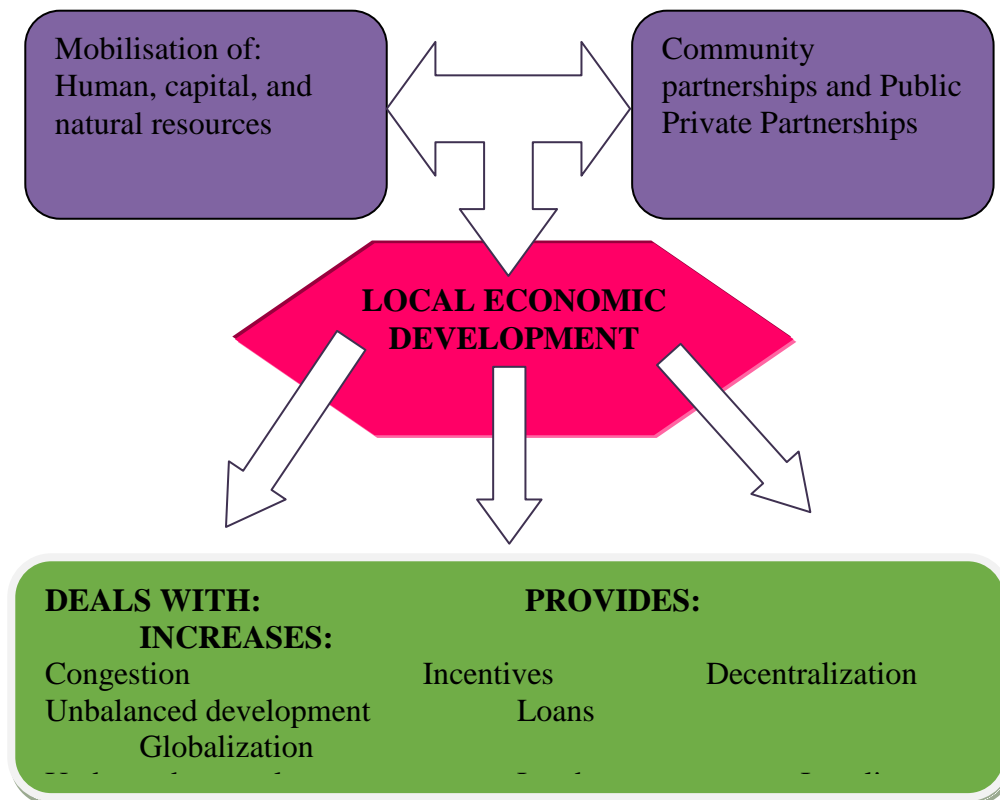 Mobilisation of:
Human, capital, and
natural resources
Community
partnerships and Public
Private Partnerships
LOCAL ECONOMIC
DEVELOPMENT
DEALS WITH: PROVIDES:
INCREASES:
Congestion Incentives Decentralization
Unbalanced development Loans
Globalization